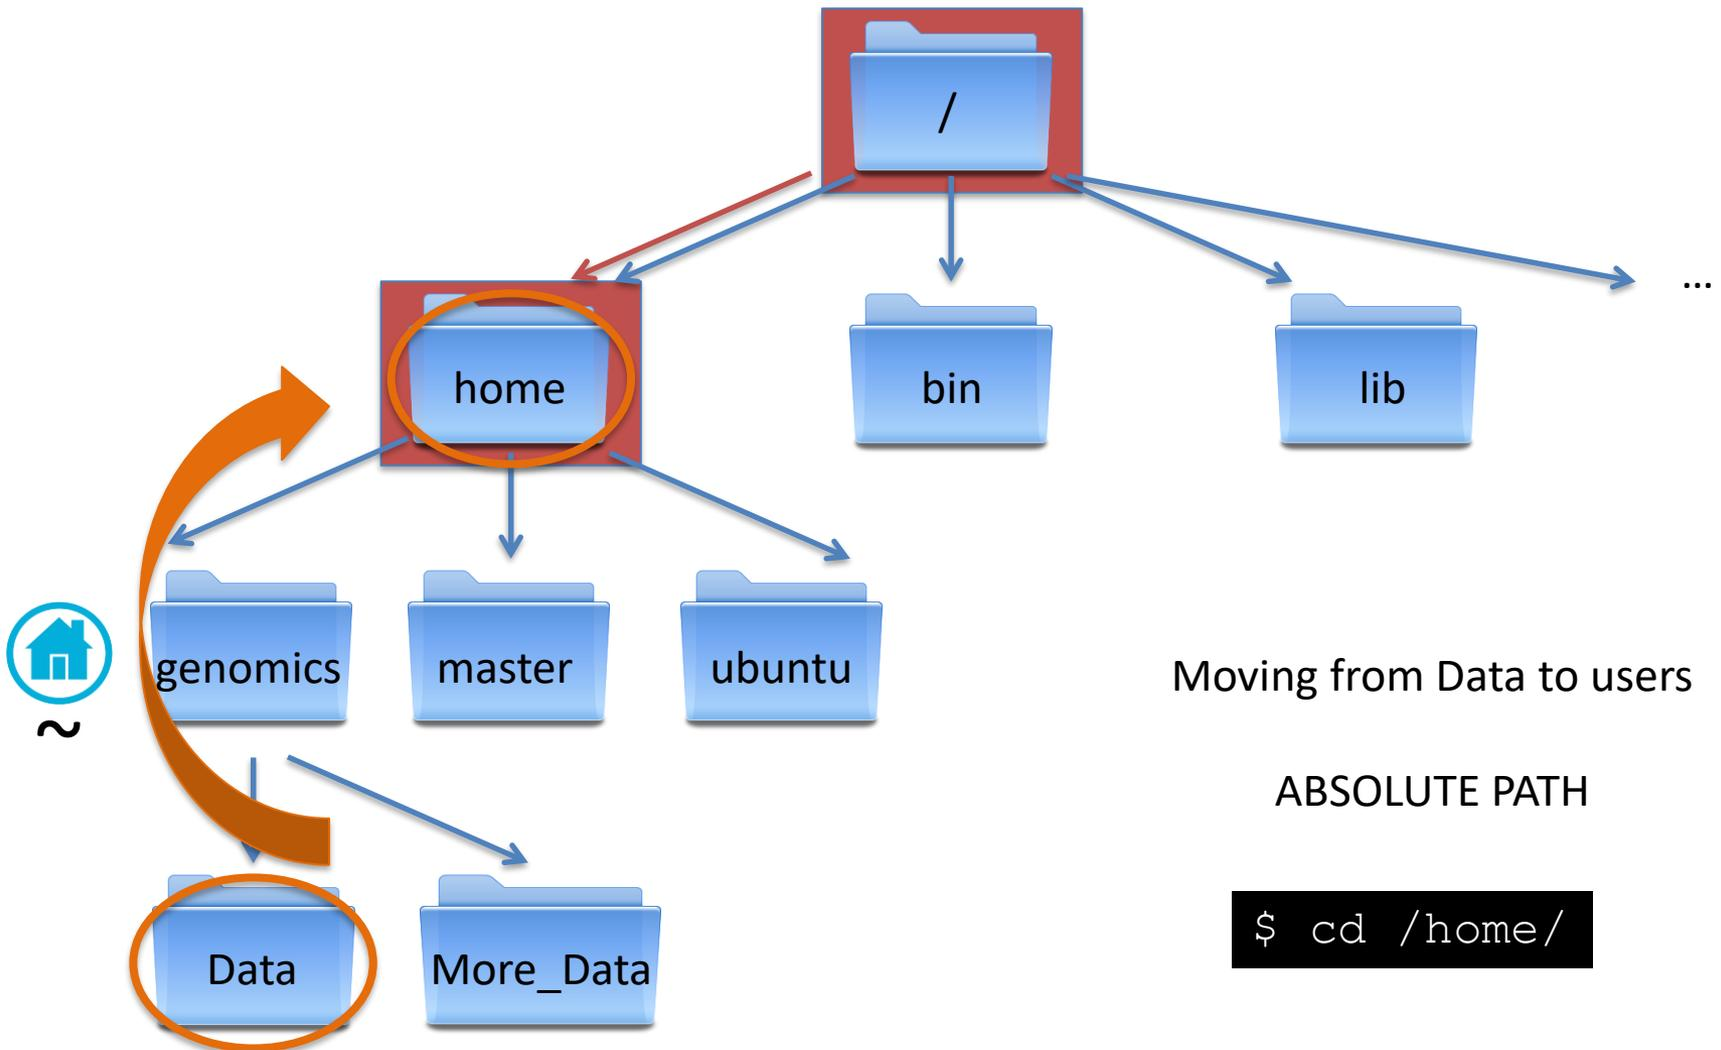 /
...
home
bin
lib
genomics
master
ubuntu
~
Moving from Data to users
ABSOLUTE PATH
Data
More_Data
$ cd /home/